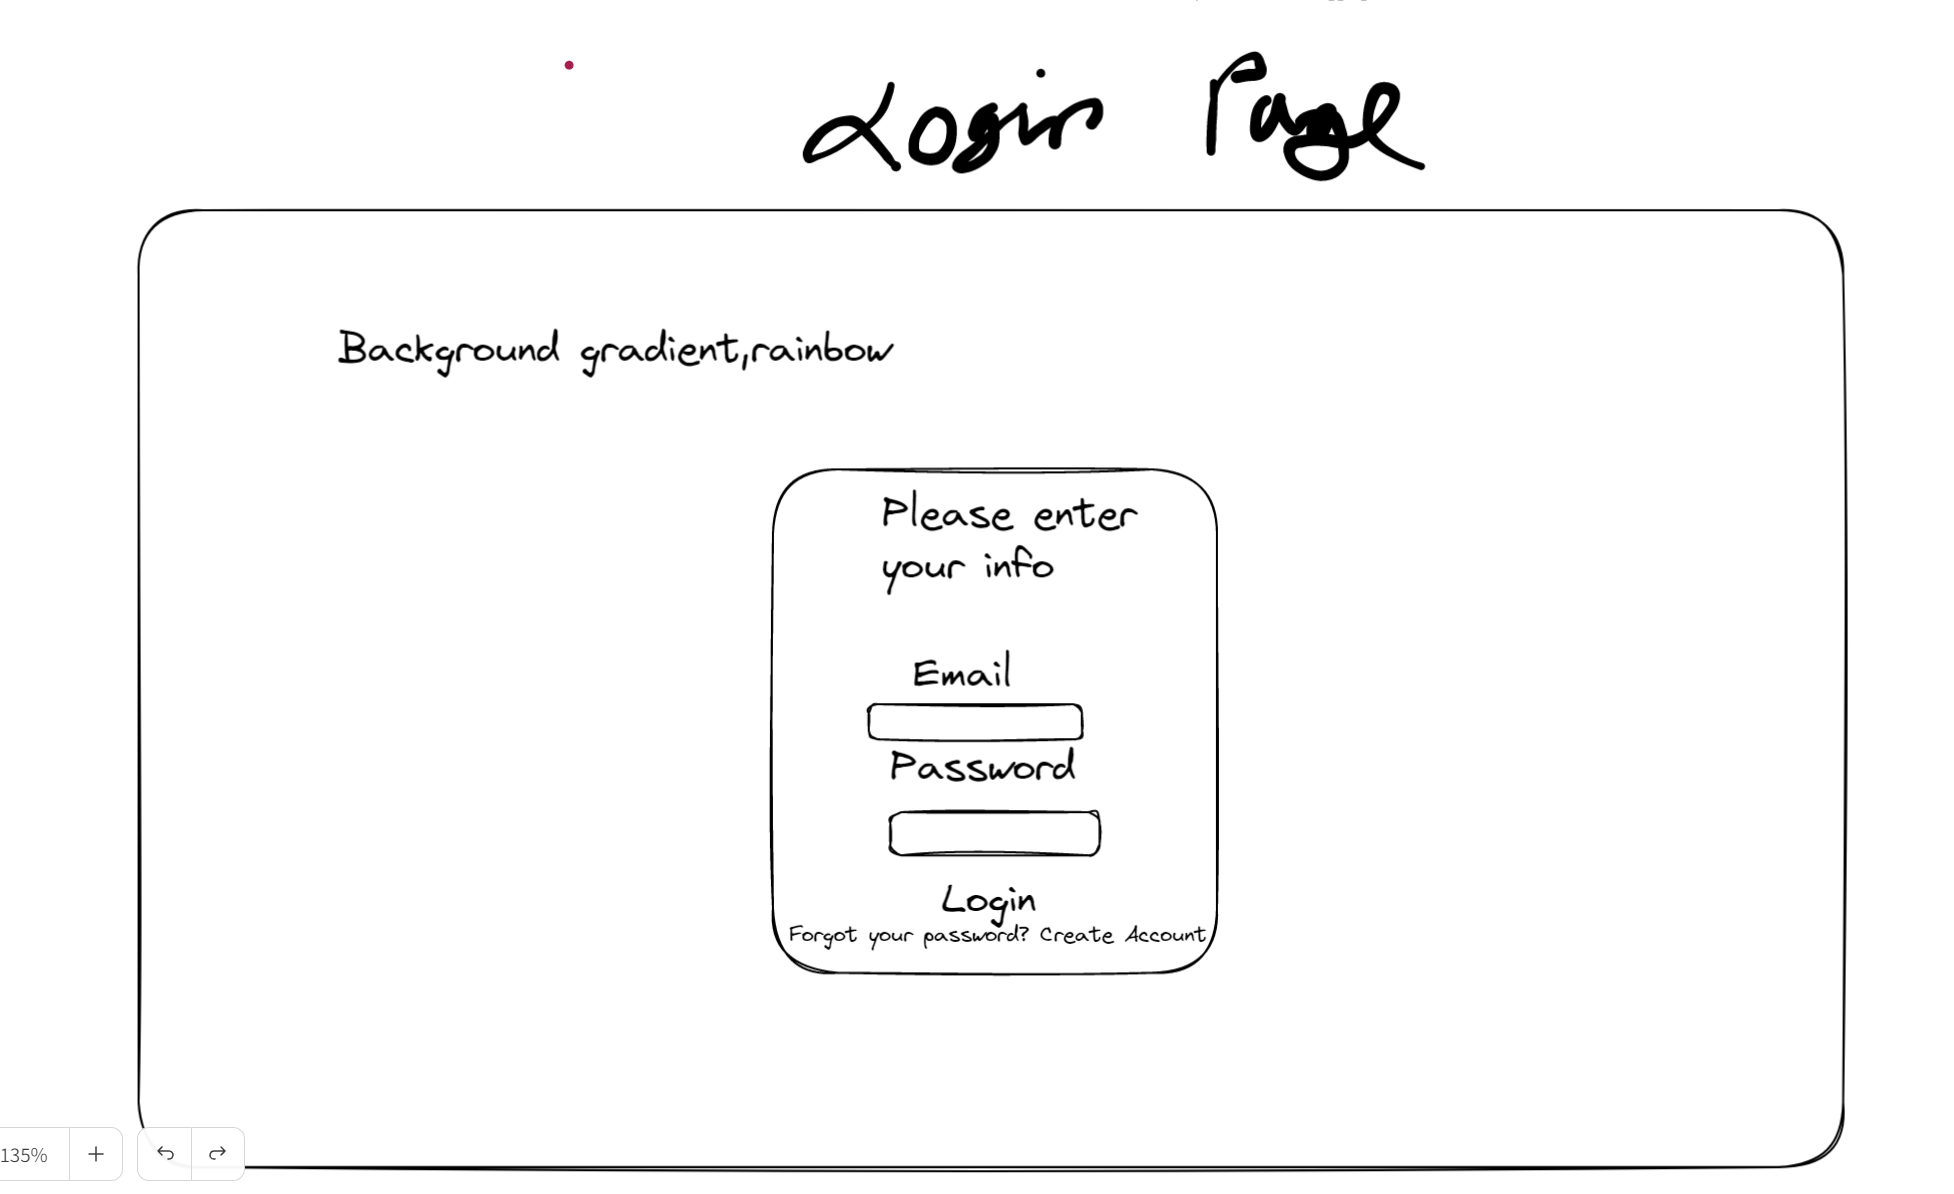 Login Page
Background gradient,rainbow
Please enter
your info
Email
Password
Login
Forgot your password? Create Account
135%